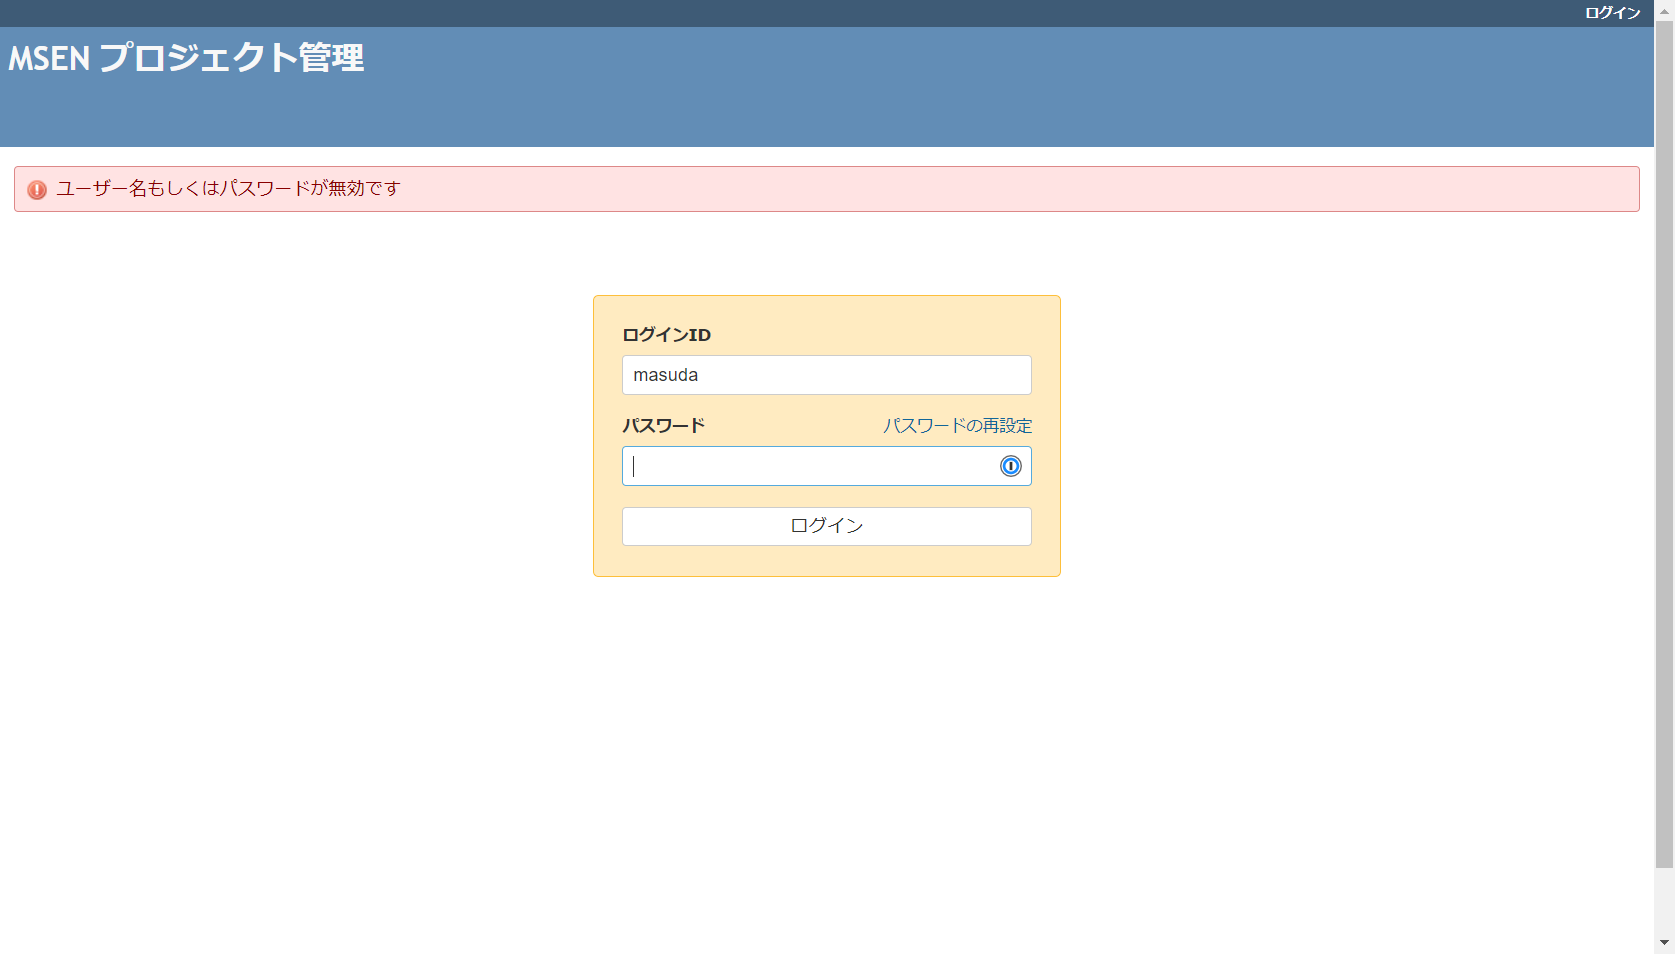 ログイン
MSEN プロジェクト管理
ユーザー名もしくはパスワードが無効です
ログインID
masuda
パスワード パスワードの再設定
ログイン